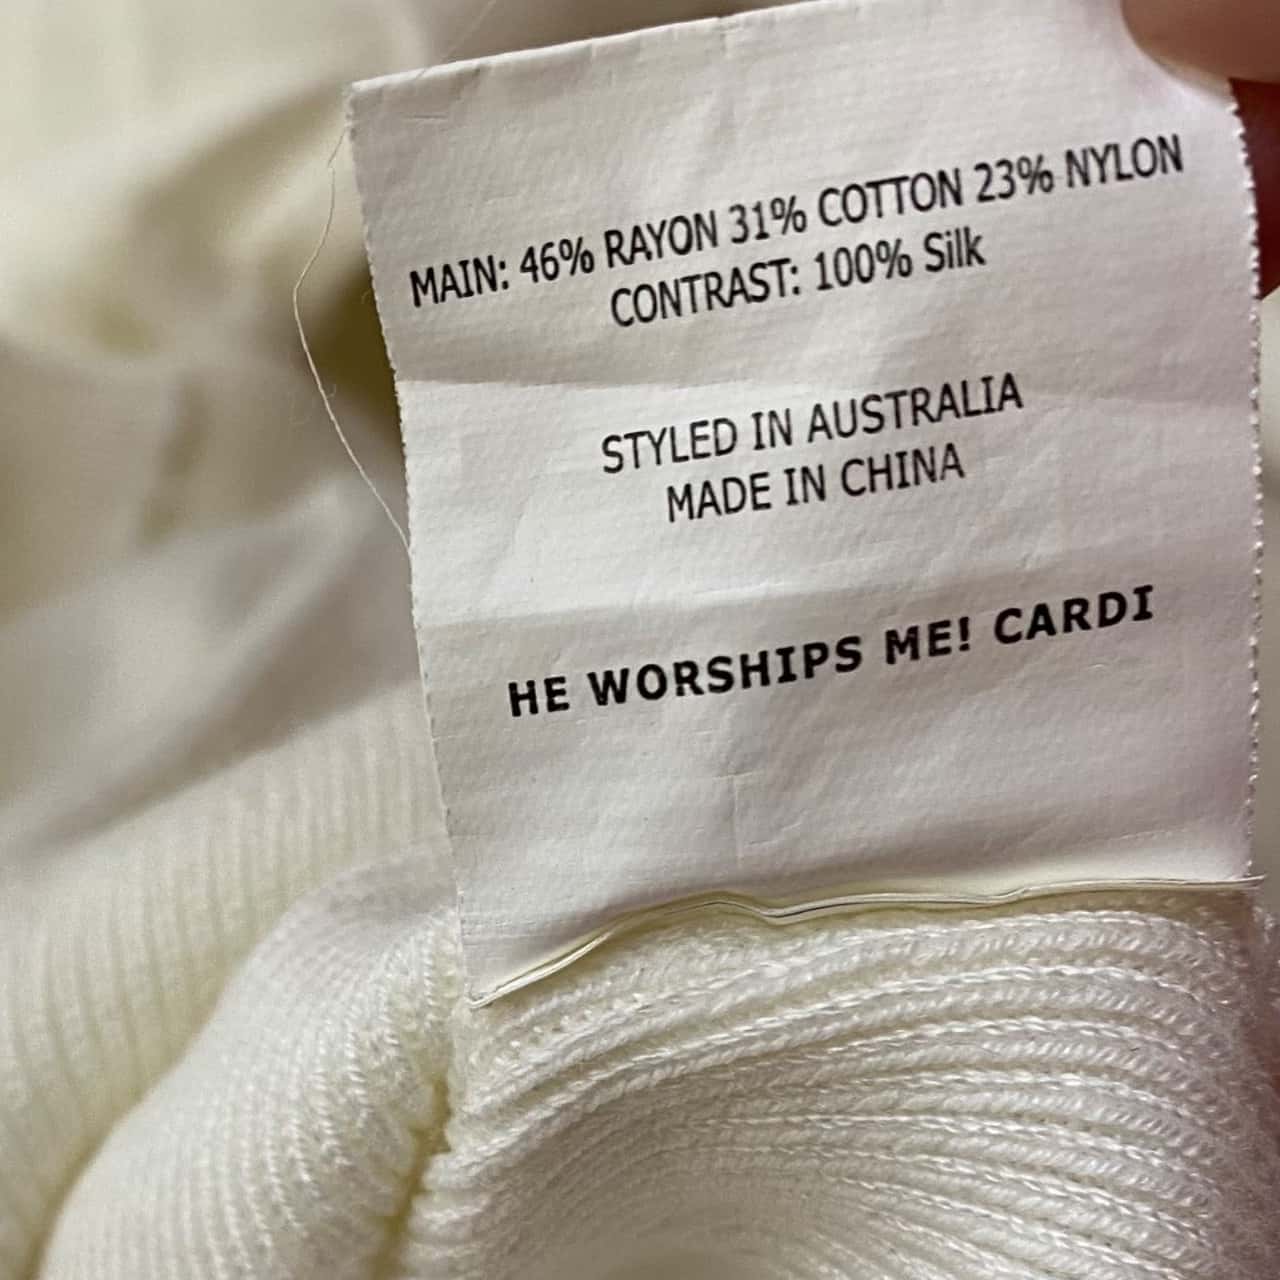 MAIN: 46% RAYON 31% COTTON 23% NYLON
CONTRAST: 100% Silk
STYLED IN AUSTRALIA
MADE IN CHINA
HE WORSHIPS ME! CARDI